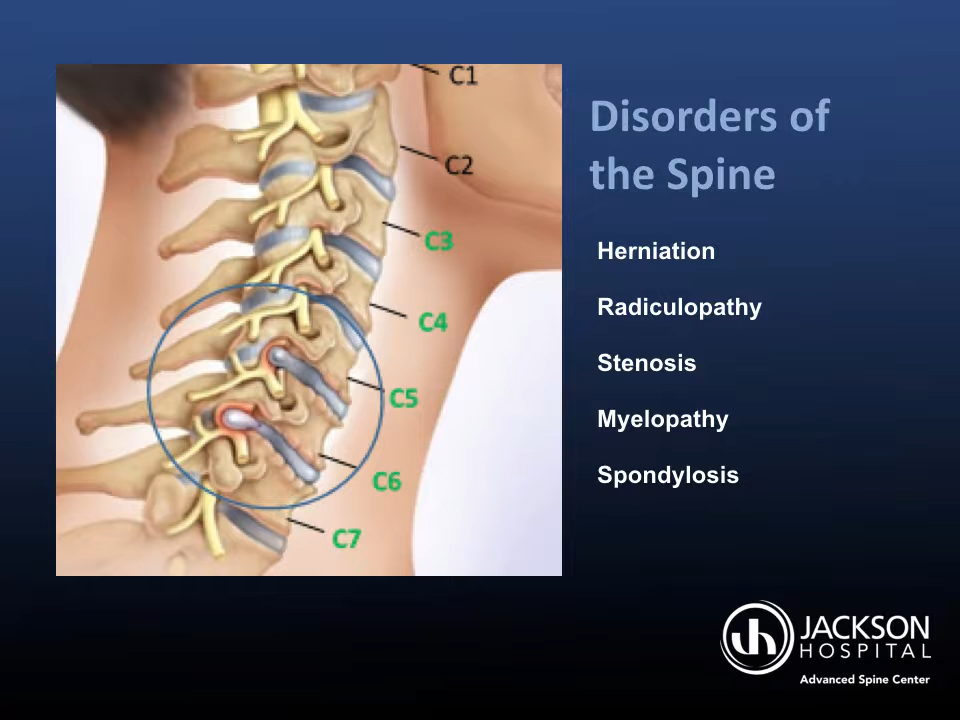 C1
C2
C3
C4
C5
C6
C7
Disorders of
the Spine
Herniation
Radiculopathy
Stenosis
Myelopathy
Spondylosis
JACKSON
HOSPITAL
Advanced Spine Center